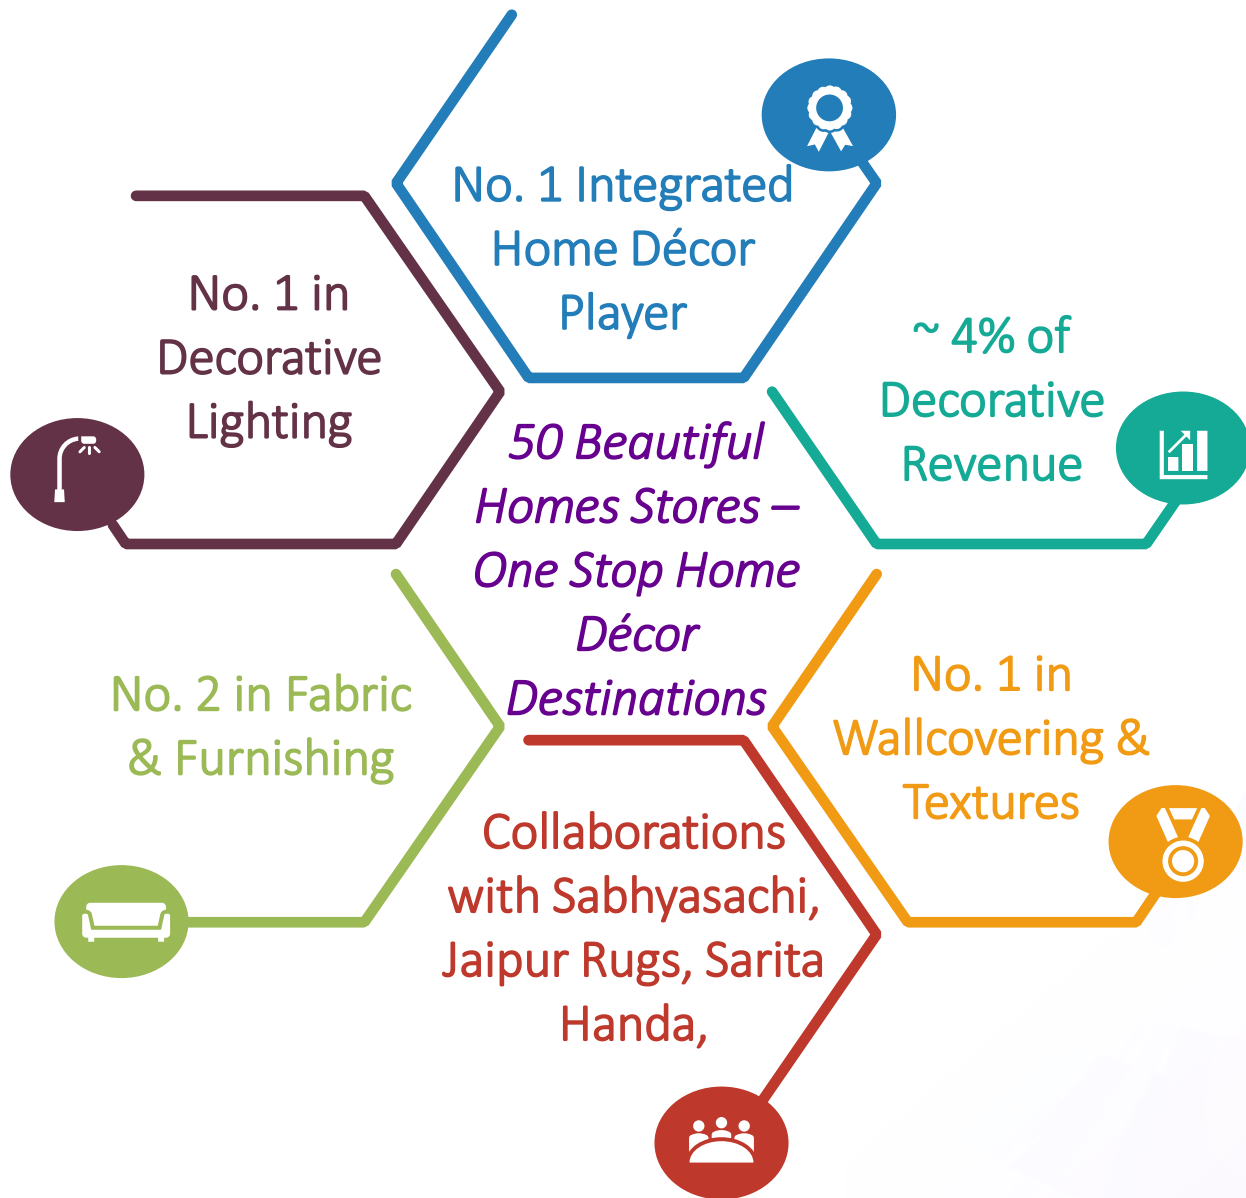 No. 1 Integrated
Home Décor
Player
No. 1 in
Decorative
Lighting
~ 4% of
Decorative
Revenue
50 Beautiful
Homes Stores –
One Stop Home
Décor
Destinations
No. 2 in Fabric
& Furnishing
No. 1 in
Wallcovering &
Textures
Collaborations
with Sabhyasachi,
Jaipur Rugs, Sarita
Handa,